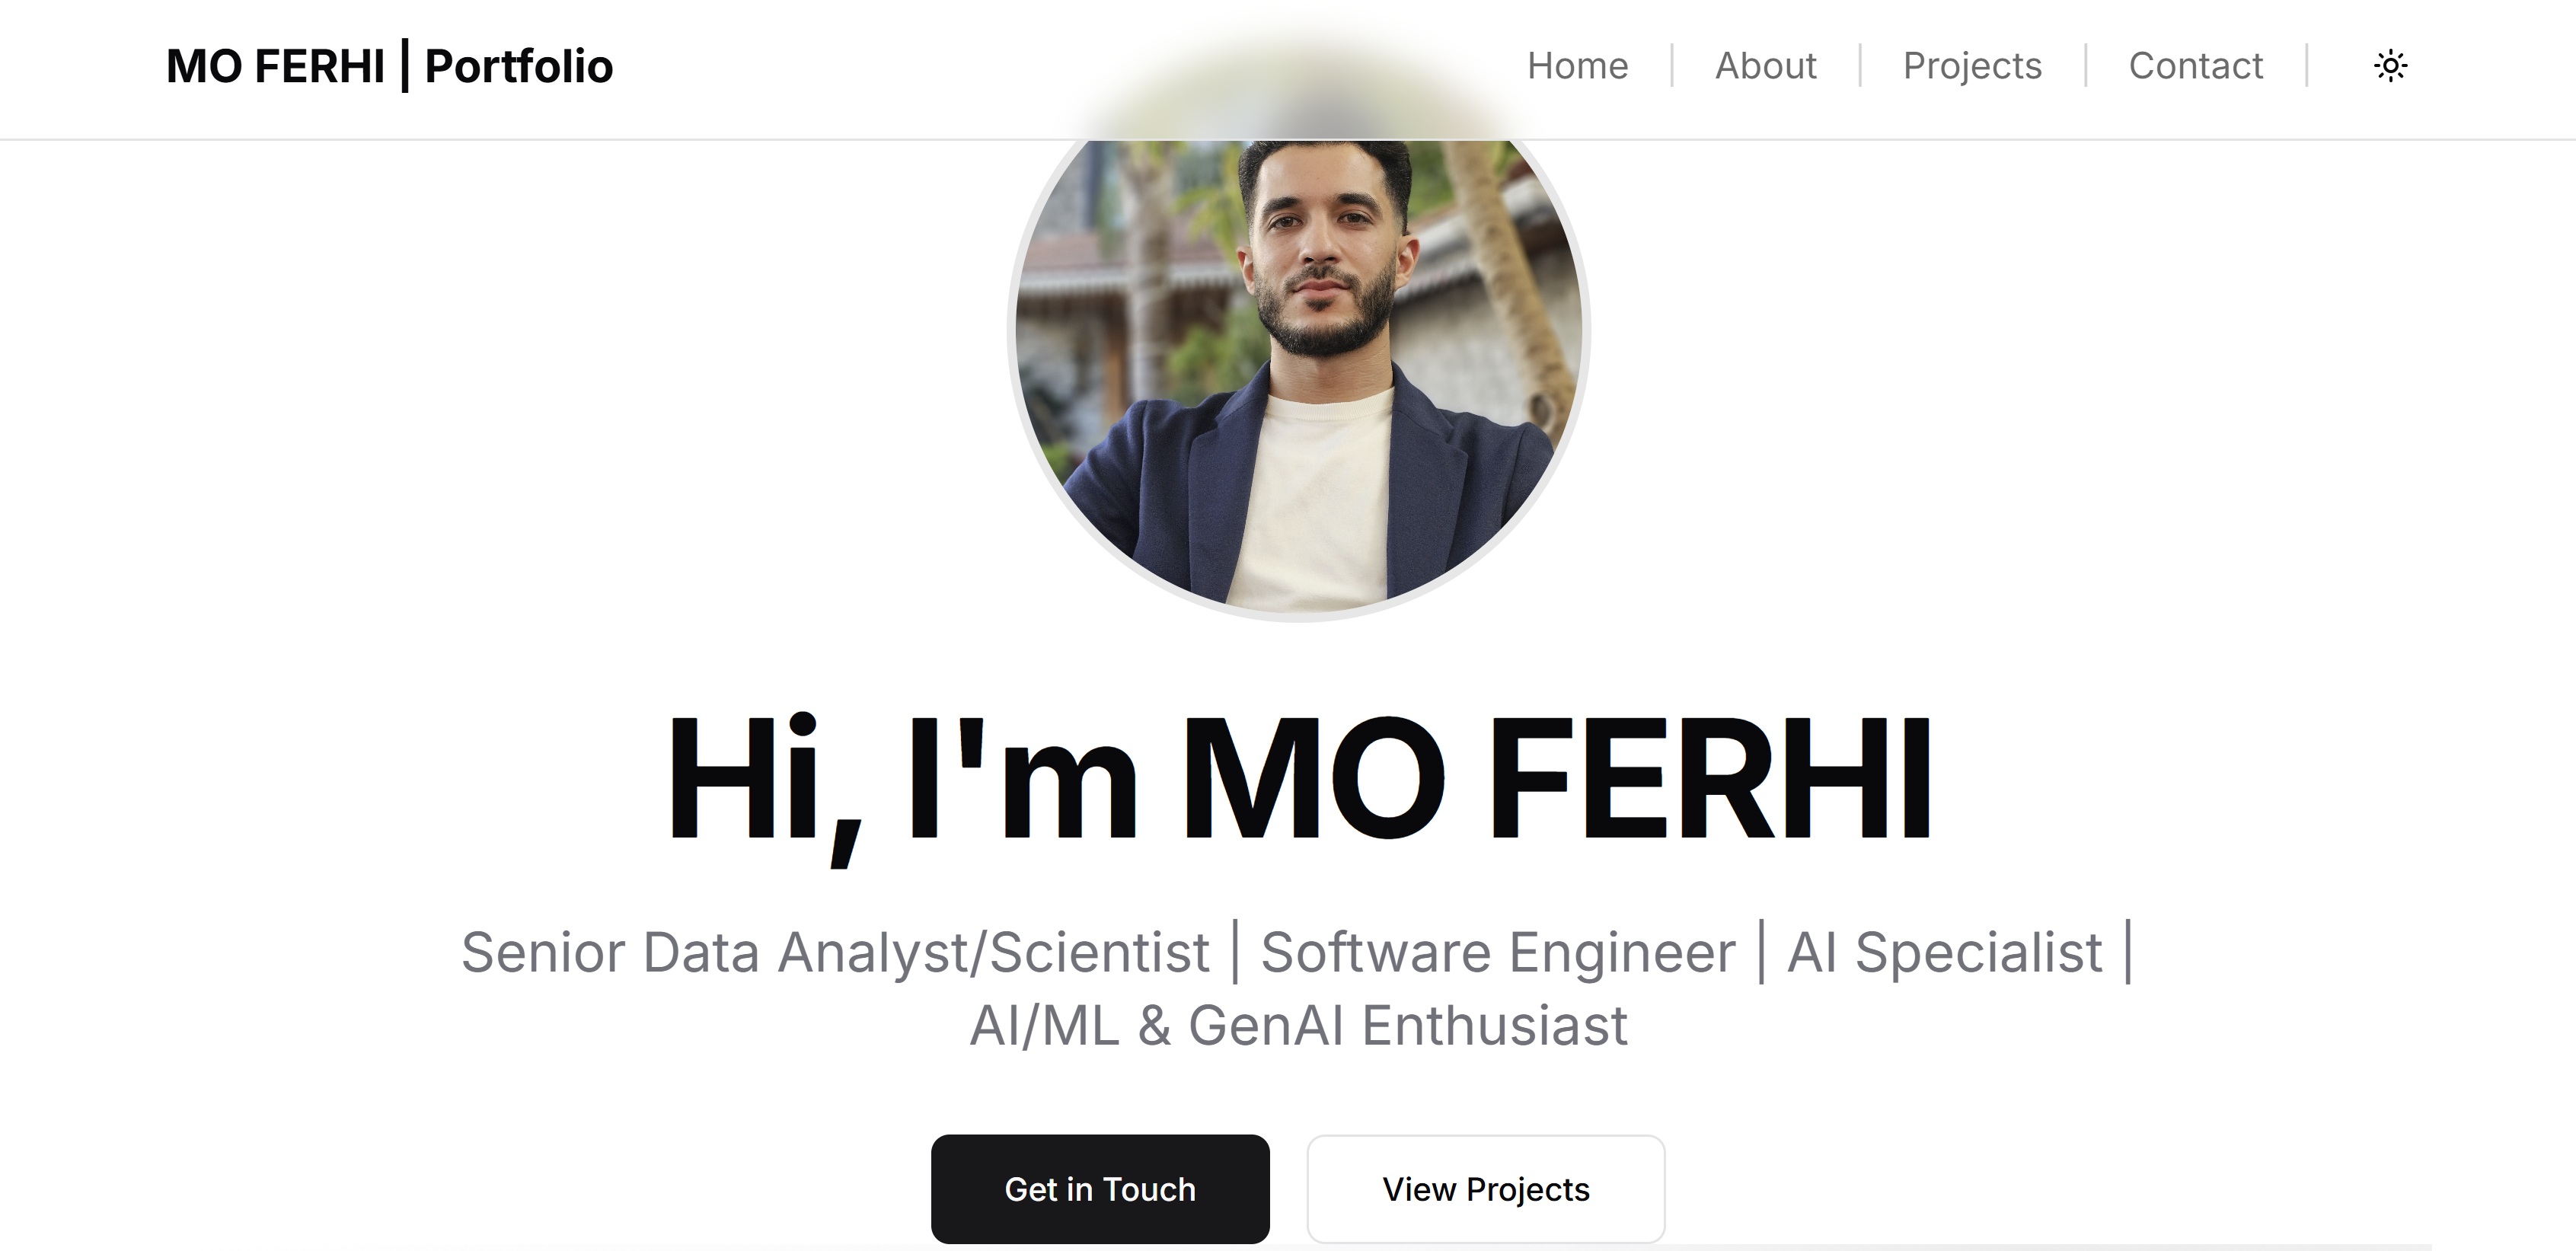 MO FERHI | Portfolio
Home | About | Projects | Contact |
Hi, I'm MO FERHI
Senior Data Analyst/Scientist | Software Engineer | AI Specialist |
AI/ML & GenAI Enthusiast
Get in Touch
View Projects